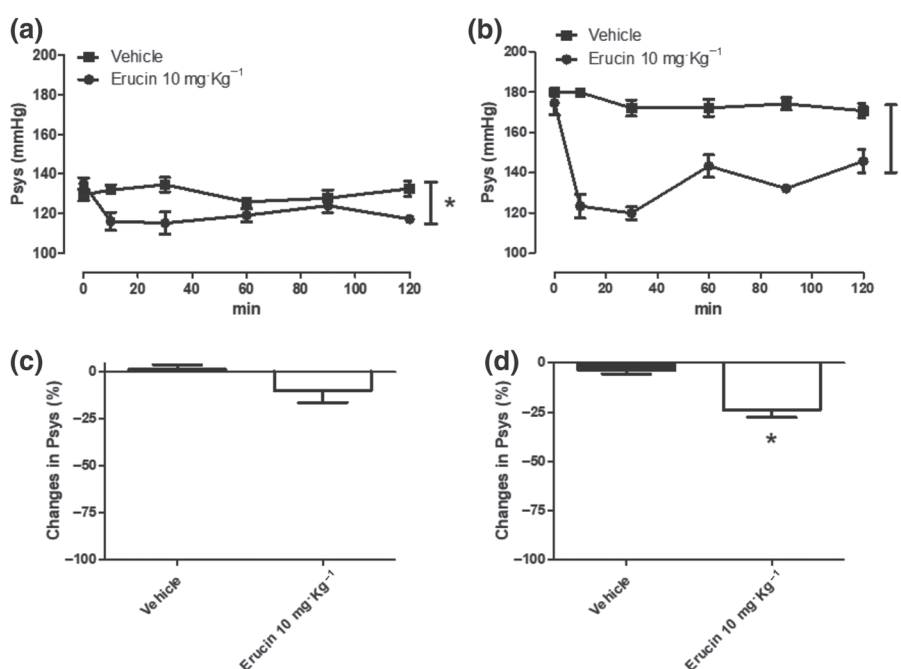 (a)
Vehicle
Erucin 10 mg·Kg⁻¹
200
180
160
140
120
100
Psys (mmHg)
*
0 20 40 60 80 100 120
min
(b)
Vehicle
Erucin 10 mg·Kg⁻¹
200
180
160
140
120
100
Psys (mmHg)
0 20 40 60 80 100 120
min
(c)
0
−25
−50
−75
−100
Changes in Psys (%)
Vehicle
Erucin 10 mg·Kg⁻¹
(d)
0
−25
−50
−75
−100
Changes in Psys (%)
*
Vehicle
Erucin 10 mg·Kg⁻¹